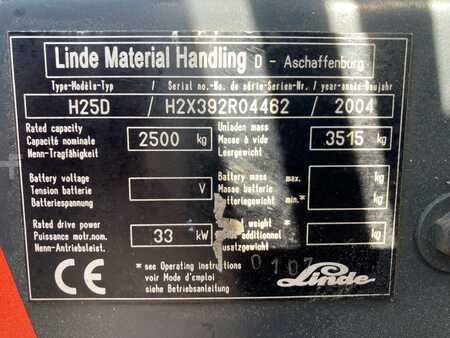 Linde Material Handling D - Aschaffenburg
Type-Modèle-Typ / Serial no.-No. de série-Serien-Nr. / year-année-Baujahr
H25D / H2X392R04462 / 2004
Rated capacity
Capacité nominale 2500 kg
Nenn-Tragfähigkeit
Unladen mass
Masse à vide 3515 kg
Leergewicht
Battery voltage
Tension batterie V
Batteriespannung
Battery mass max. kg
Masse batterie
Batteriegewicht min.* kg
Rated drive power
Puissance motr.nom. 33 kW
Nenn-Antriebsleist.
weight
additionnel kg
CE
* see Operating instructions
voir Mode d'emploi
siehe Betriebsanleitung
0107
Linde